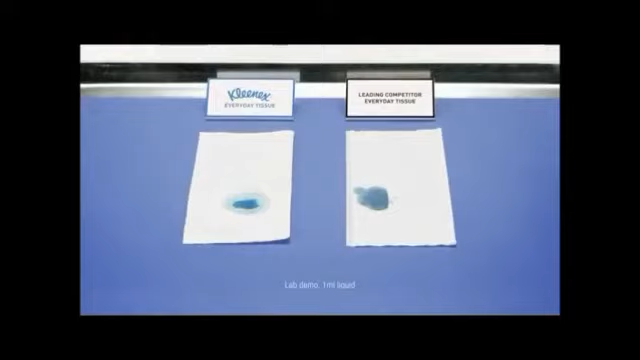 Kleenex
EVERYDAY TISSUE
LEADING COMPETITOR
EVERYDAY TISSUE
Lab demo. 1ml liquid